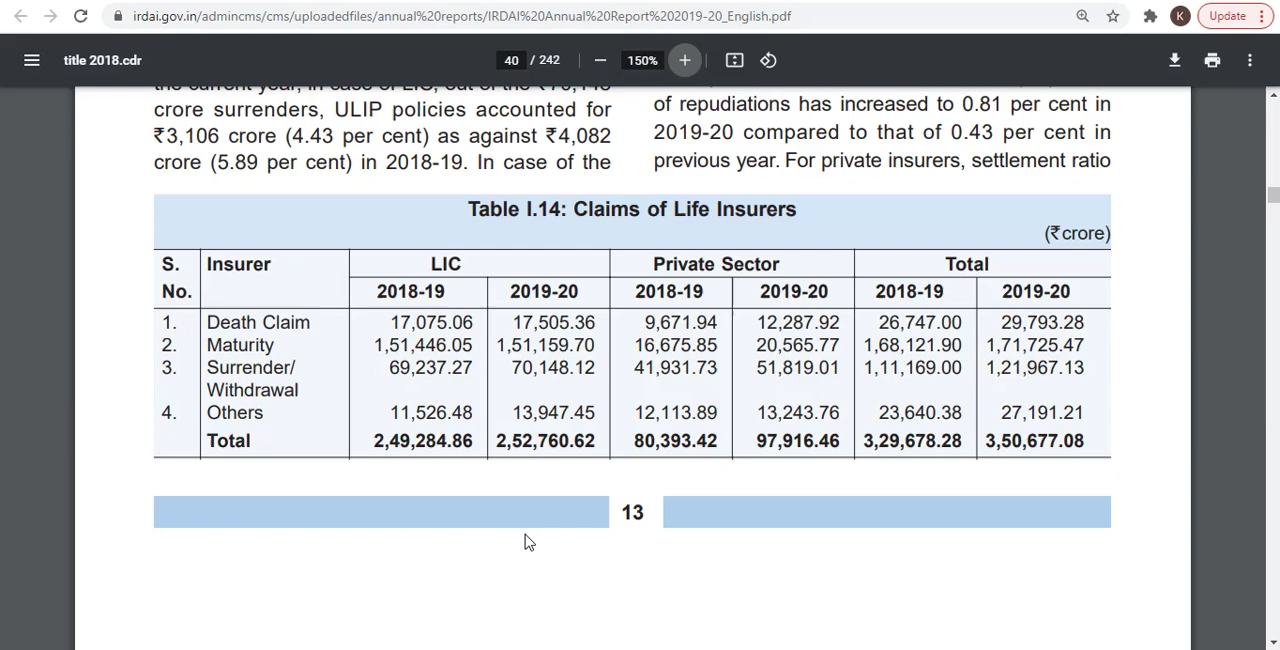 irdai.gov.in/admincms/cms/uploadedfiles/annual%20reports/IRDAI%20Annual%20Report%202019-20_English.pdf
K
Update
title 2018.cdr
40 / 242
150%
crore surrenders, ULIP policies accounted for
₹3,106 crore (4.43 per cent) as against ₹4,082
crore (5.89 per cent) in 2018-19. In case of the
of repudiations has increased to 0.81 per cent in
2019-20 compared to that of 0.43 per cent in
previous year. For private insurers, settlement ratio
Table I.14: Claims of Life Insurers
(₹crore)
S. Insurer LIC Private Sector Total
No. 2018-19 2019-20 2018-19 2019-20 2018-19 2019-20
1. Death Claim 17,075.06 17,505.36 9,671.94 12,287.92 26,747.00 29,793.28
2. Maturity 1,51,446.05 1,51,159.70 16,675.85 20,565.77 1,68,121.90 1,71,725.47
3. Surrender/ 69,237.27 70,148.12 41,931.73 51,819.01 1,11,169.00 1,21,967.13
Withdrawal
4. Others 11,526.48 13,947.45 12,113.89 13,243.76 23,640.38 27,191.21
Total 2,49,284.86 2,52,760.62 80,393.42 97,916.46 3,29,678.28 3,50,677.08
13